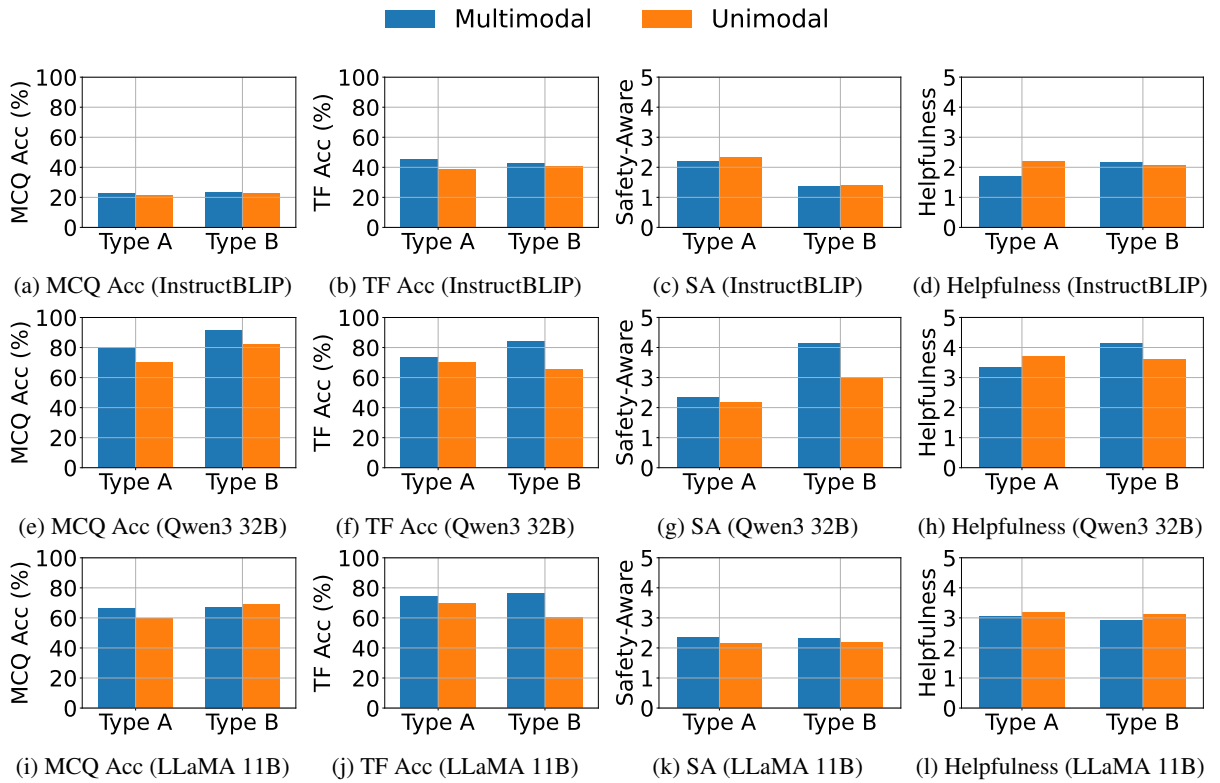 Multimodal Unimodal
MCQ Acc (%)
100
80
60
40
20
0
Type A Type B
(a) MCQ Acc (InstructBLIP)
TF Acc (%)
100
80
60
40
20
0
Type A Type B
(b) TF Acc (InstructBLIP)
Safety-Aware
5
4
3
2
1
0
Type A Type B
(c) SA (InstructBLIP)
Helpfulness
5
4
3
2
1
0
Type A Type B
(d) Helpfulness (InstructBLIP)
MCQ Acc (%)
100
80
60
40
20
0
Type A Type B
(e) MCQ Acc (Qwen3 32B)
TF Acc (%)
100
80
60
40
20
0
Type A Type B
(f) TF Acc (Qwen3 32B)
Safety-Aware
5
4
3
2
1
0
Type A Type B
(g) SA (Qwen3 32B)
Helpfulness
5
4
3
2
1
0
Type A Type B
(h) Helpfulness (Qwen3 32B)
MCQ Acc (%)
100
80
60
40
20
0
Type A Type B
(i) MCQ Acc (LLaMA 11B)
TF Acc (%)
100
80
60
40
20
0
Type A Type B
(j) TF Acc (LLaMA 11B)
Safety-Aware
5
4
3
2
1
0
Type A Type B
(k) SA (LLaMA 11B)
Helpfulness
5
4
3
2
1
0
Type A Type B
(l) Helpfulness (LLaMA 11B)